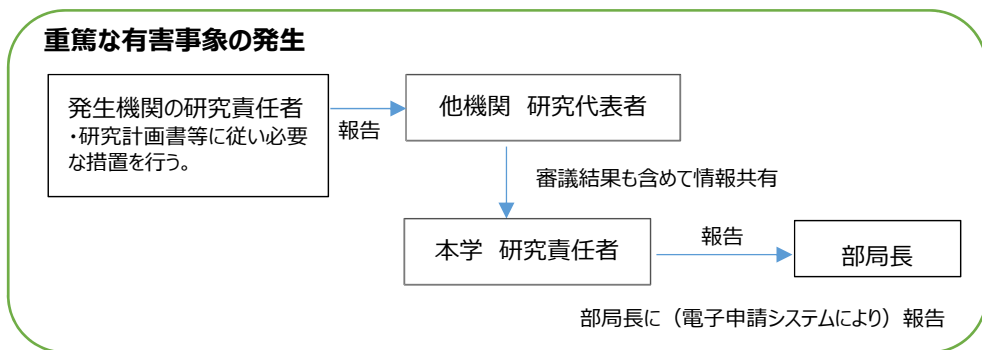 重篤な有害事象の発生
発生機関の研究責任者
・研究計画書等に従い必要
な措置を行う。
報告
他機関 研究代表者
審議結果も含めて情報共有
本学 研究責任者
報告
部局長
部局長に（電子申請システムにより）報告